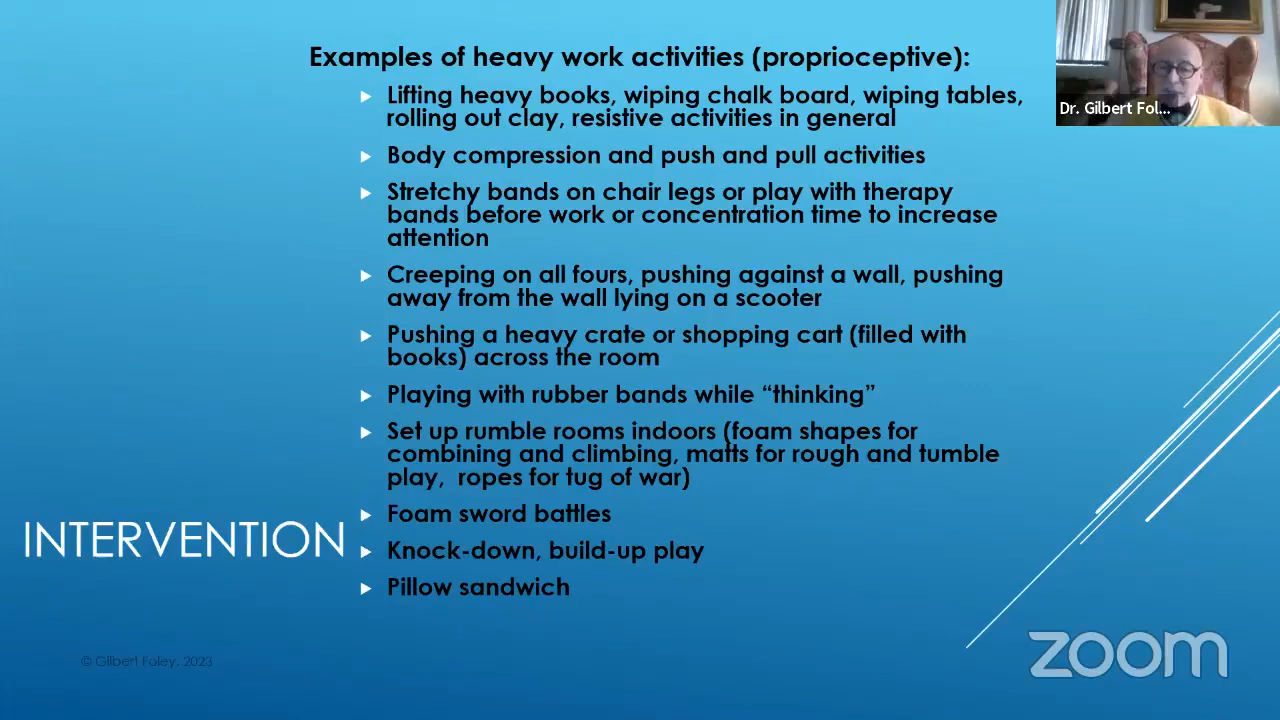 Examples of heavy work activities (proprioceptive):
Lifting heavy books, wiping chalk board, wiping tables,
rolling out clay, resistive activities in general
Body compression and push and pull activities
Stretchy bands on chair legs or play with therapy
bands before work or concentration time to increase
attention
Creeping on all fours, pushing against a wall, pushing
away from the wall lying on a scooter
Pushing a heavy crate or shopping cart (filled with
books) across the room
Playing with rubber bands while “thinking”
Set up rumble rooms indoors (foam shapes for
combining and climbing, matts for rough and tumble
play,  ropes for tug of war)
Foam sword battles
Knock-down, build-up play
Pillow sandwich
INTERVENTION
© Gilbert Foley, 2023
Dr. Gilbert Fol...
zoom